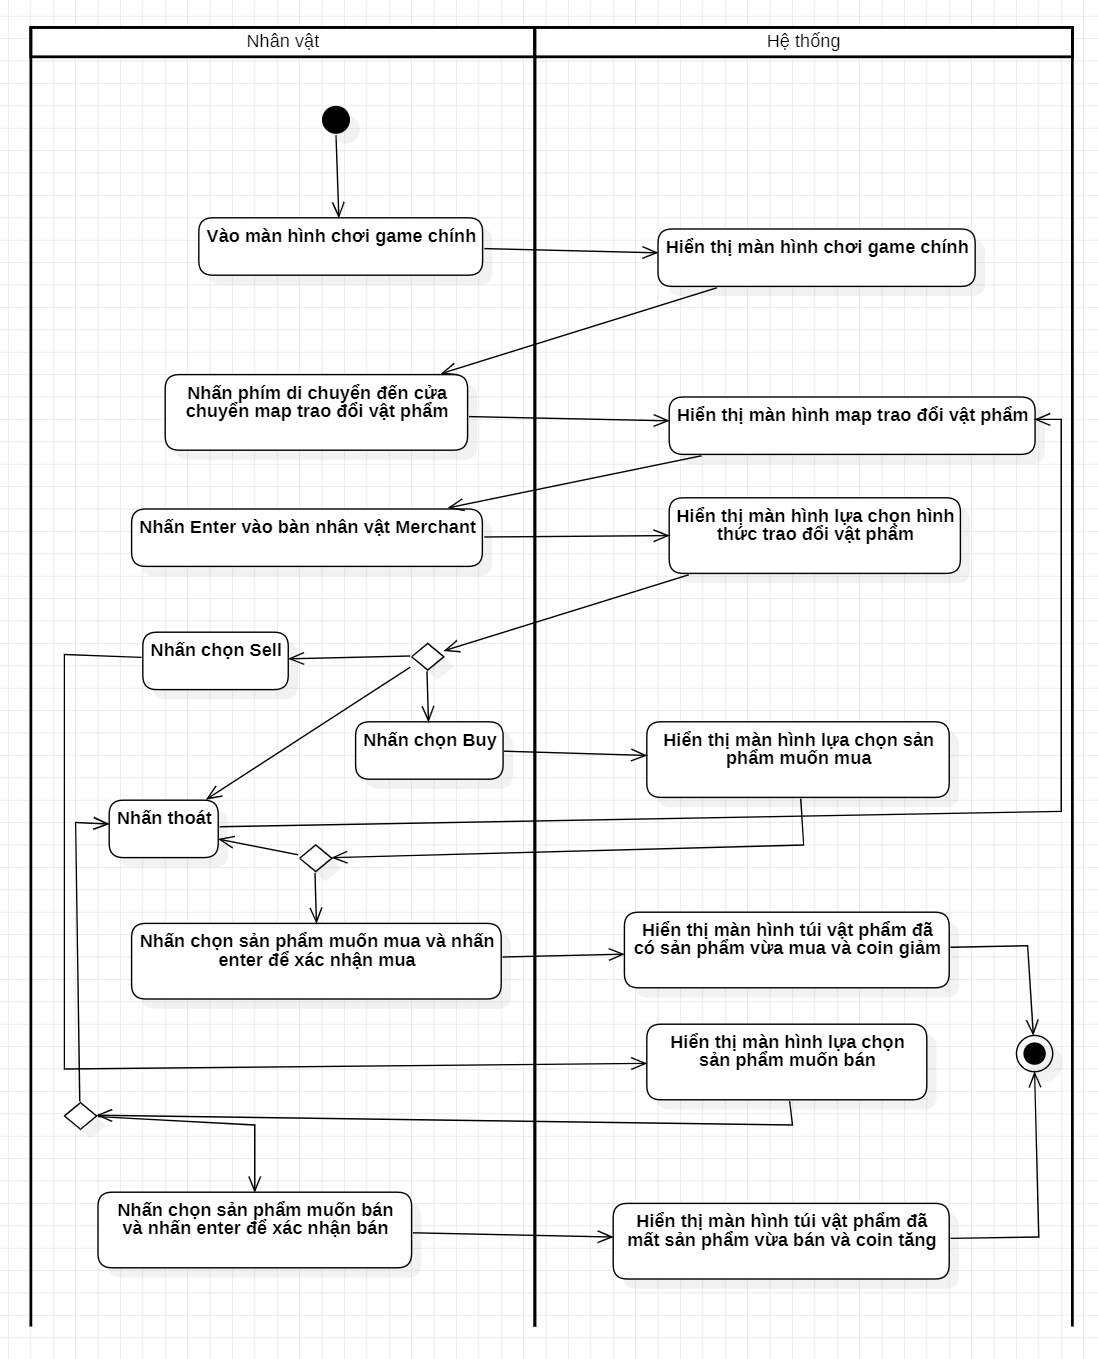 Nhân vật
Hệ thống
Vào màn hình chơi game chính
Hiển thị màn hình chơi game chính
Nhấn phím di chuyển đến cửa
chuyển map trao đổi vật phẩm
Hiển thị màn hình map trao đổi vật phẩm
Nhấn Enter vào bàn nhân vật Merchant
Hiển thị màn hình lựa chọn hình
thức trao đổi vật phẩm
Nhấn chọn Sell
Nhấn chọn Buy
Hiển thị màn hình lựa chọn sản
phẩm muốn mua
Nhấn thoát
Nhấn chọn sản phẩm muốn mua và nhấn
enter để xác nhận mua
Hiển thị màn hình túi vật phẩm đã
có sản phẩm vừa mua và coin giảm
Hiển thị màn hình lựa chọn
sản phẩm muốn bán
Nhấn chọn sản phẩm muốn bán
và nhấn enter để xác nhận bán
Hiển thị màn hình túi vật phẩm đã
mất sản phẩm vừa bán và coin tăng